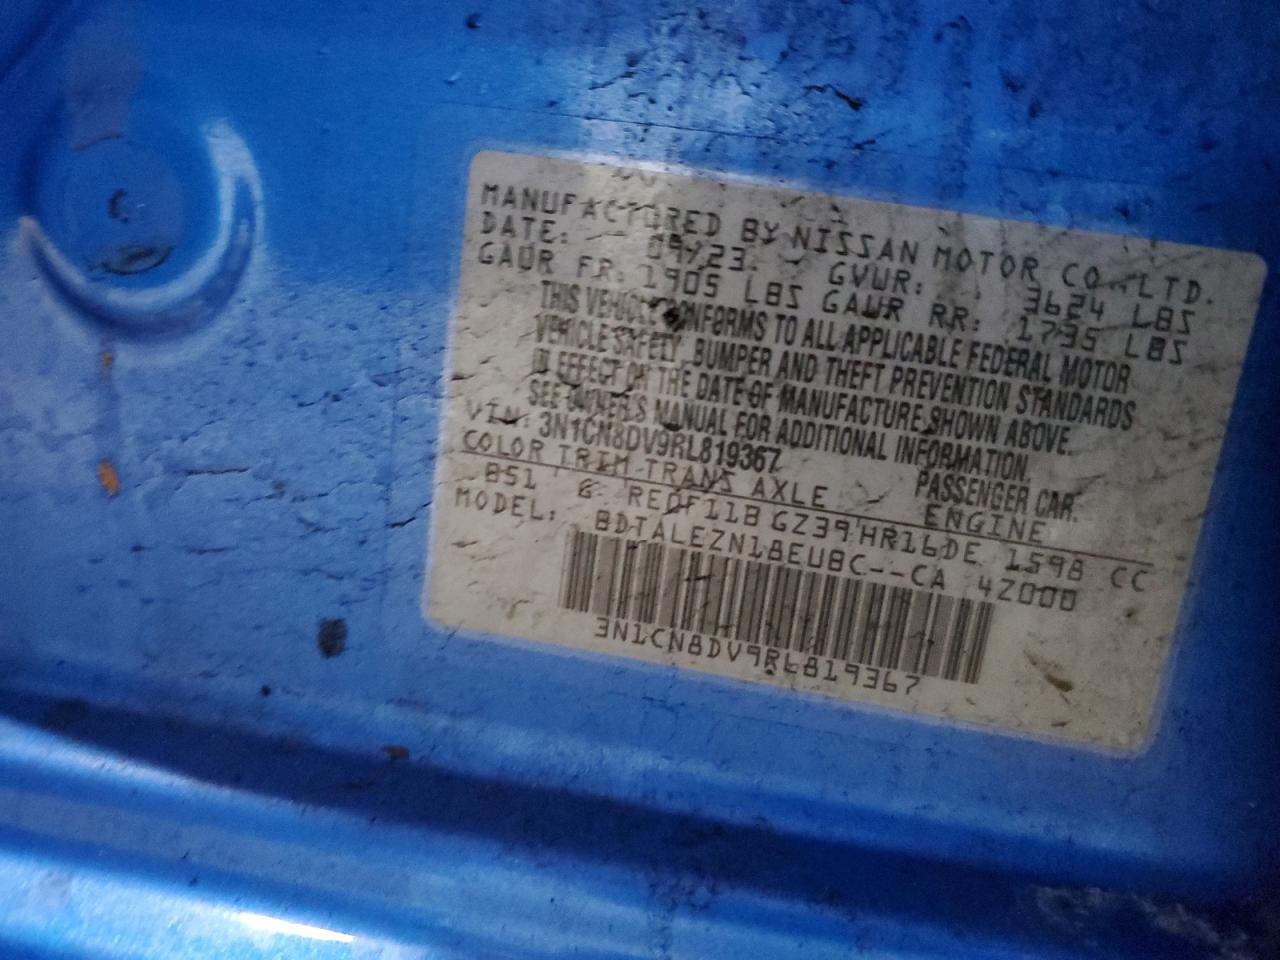 MANUFACTURED BY NISSAN MOTOR CO.,LTD.
DATE: 09/23 GVWR: 3624 LBS
GAWR FR: 1905 LBS GAWR RR: 1735 LBS
THIS VEHICLE CONFORMS TO ALL APPLICABLE FEDERAL MOTOR
VEHICLE SAFETY, BUMPER AND THEFT PREVENTION STANDARDS
IN EFFECT ON THE DATE OF MANUFACTURE SHOWN ABOVE.
SEE OWNER'S MANUAL FOR ADDITIONAL INFORMATION.
VIN: 3N1CN8DV9RL819367 PASSENGER CAR.
COLOR TRIM TRANS AXLE ENGINE
B51 G RE0F11B GZ39 HR16DE 1598 CC
MODEL: BDTALEZN18EUBC--CA 4Z000
3N1CN8DV9RL819367